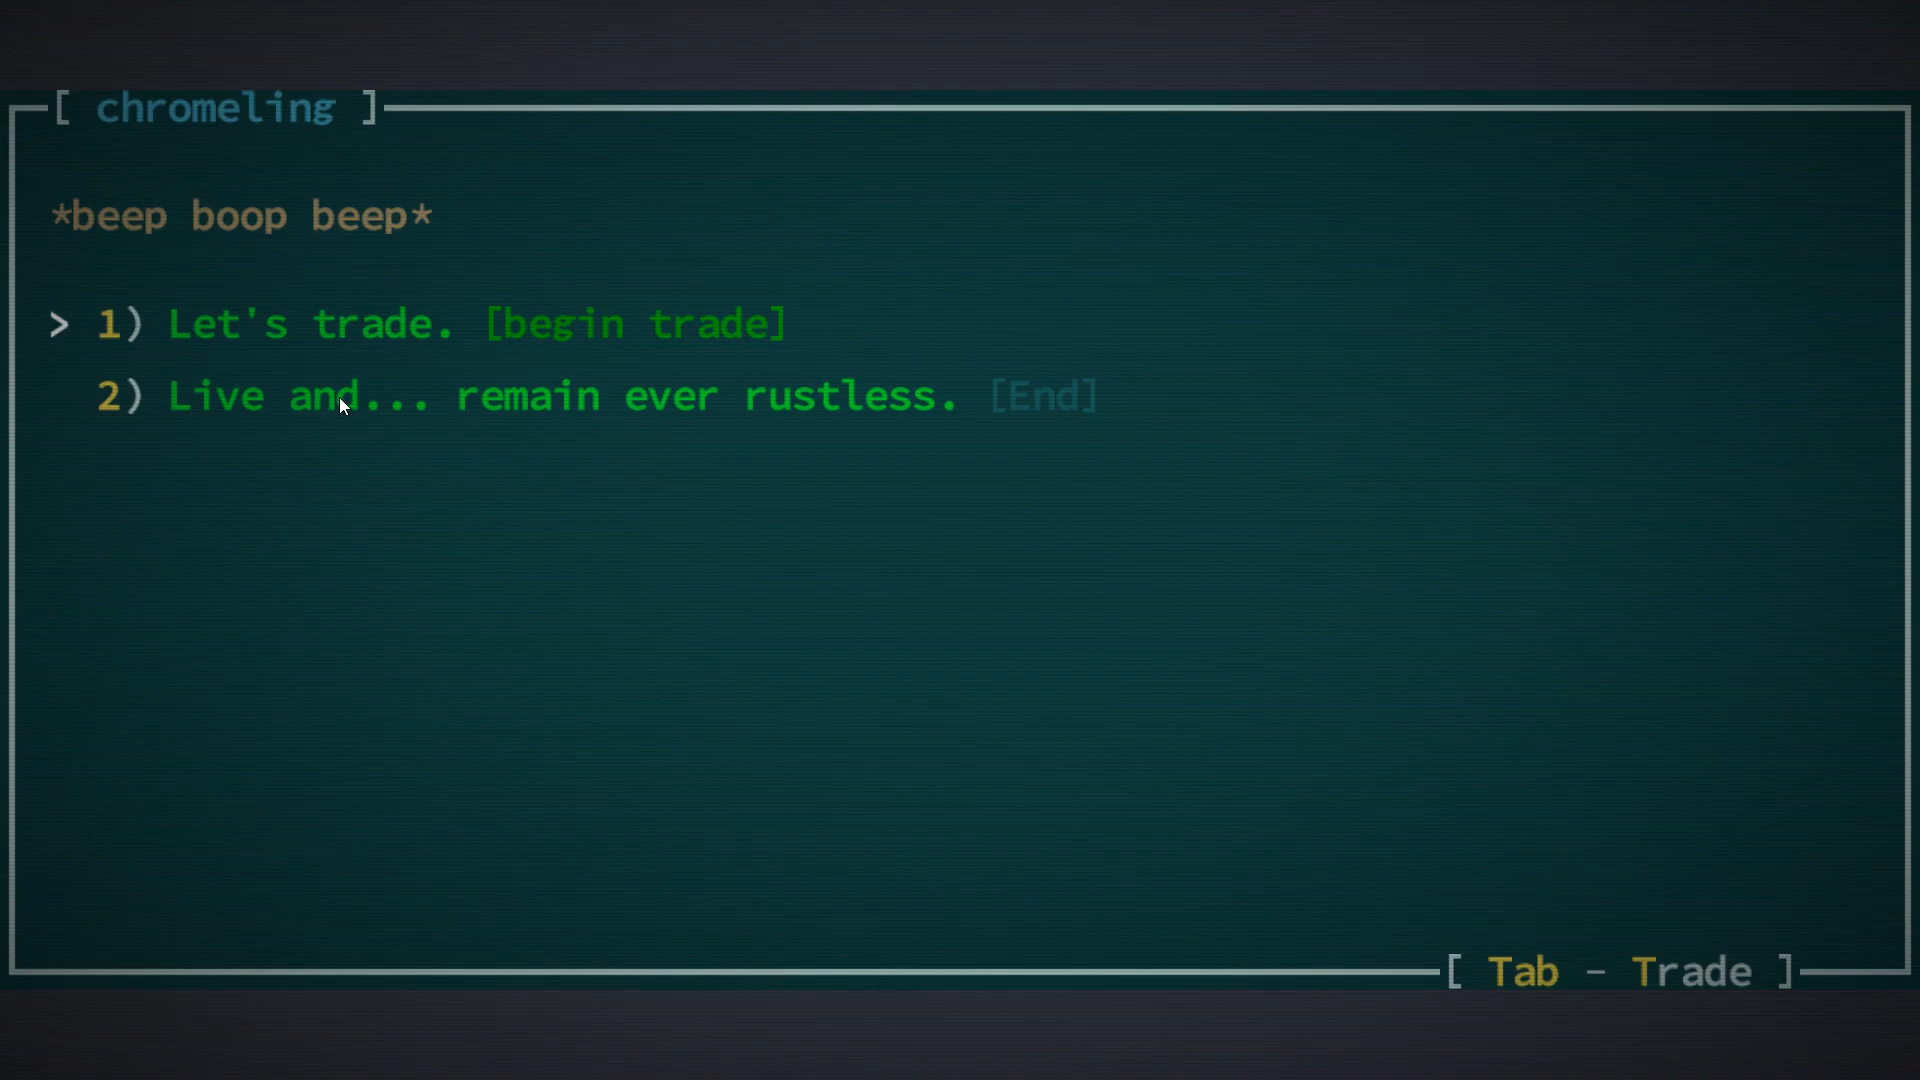 [ chromeling ]
*beep boop beep*
> 1) Let's trade. [begin trade]
2) Live and... remain ever rustless. [End]
[ Tab – Trade ]